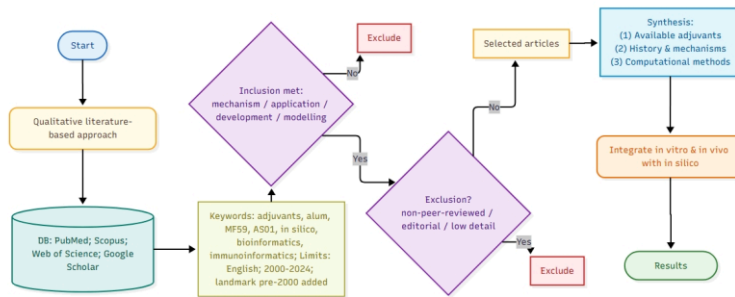 Start
Qualitative literature-
based approach
DB: PubMed; Scopus;
Web of Science; Google
Scholar
Keywords: adjuvants, alum,
MF59, AS01, in silico,
bioinformatics,
immunoinformatics; Limits:
English; 2000-2024;
landmark pre-2000 added
Inclusion met:
mechanism / application /
development / modelling
No
Exclude
Yes
Exclusion?
non-peer-reviewed /
editorial / low detail
Yes
Exclude
No
Selected articles
Synthesis:
(1) Available adjuvants
(2) History & mechanisms
(3) Computational methods
Integrate in vitro & in vivo
with in silico
Results